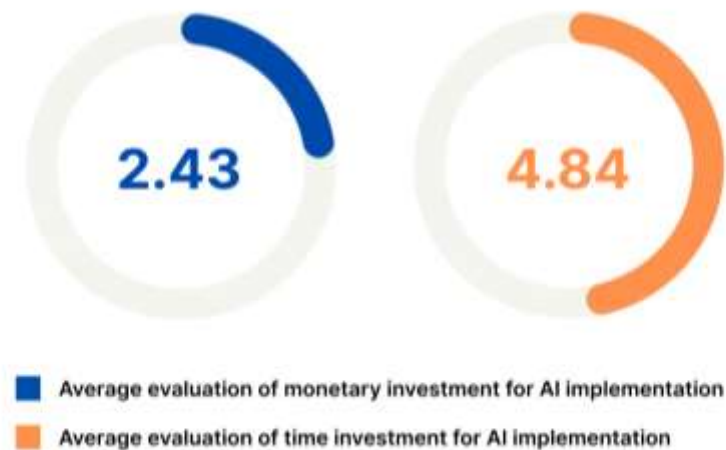 2.43
4.84
Average evaluation of monetary investment for AI implementation
Average evaluation of time investment for AI implementation